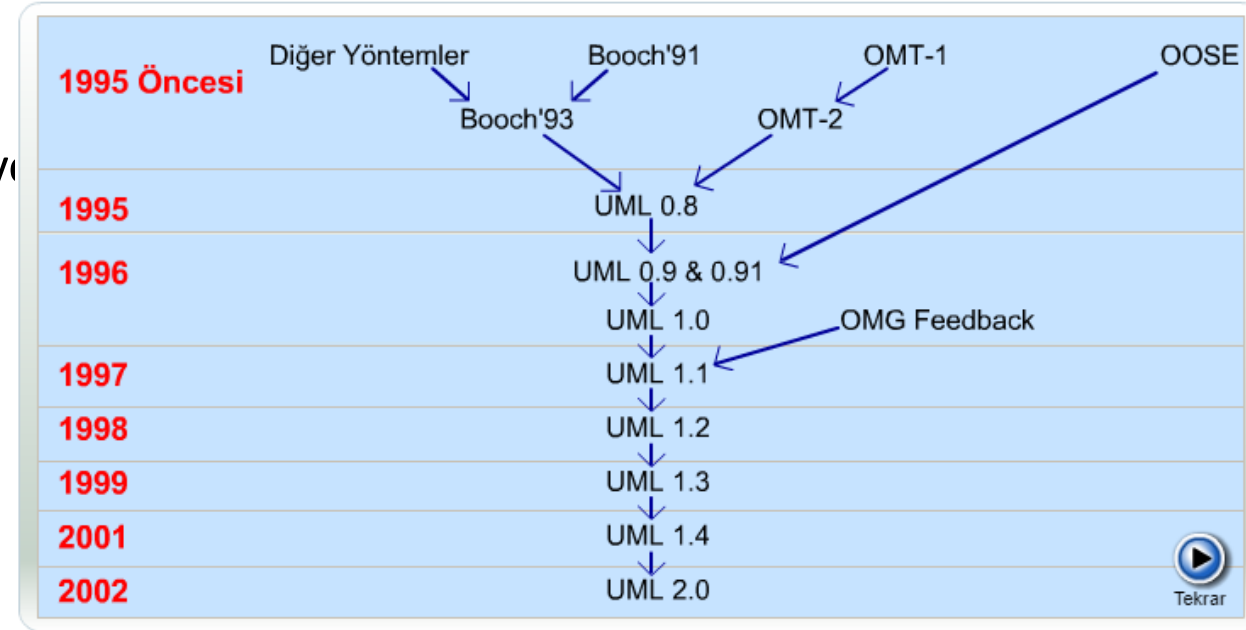 Diğer Yöntemler Booch'91 OMT-1 OOSE
1995 Öncesi
Booch'93 OMT-2
1995 UML 0.8
1996 UML 0.9 & 0.91
UML 1.0 OMG Feedback
1997 UML 1.1
1998 UML 1.2
1999 UML 1.3
2001 UML 1.4
2002 UML 2.0
Tekrar